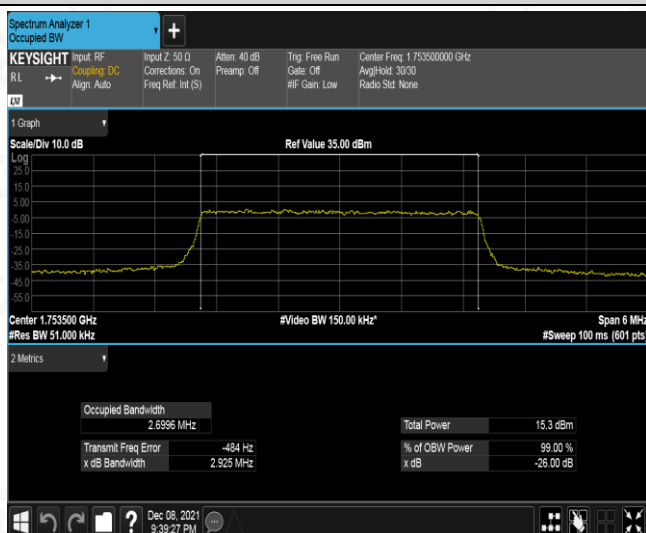 Spectrum Analyzer 1
Occupied BW
+
KEYSIGHT
RL
LXI
Input: RF
Coupling: DC
Align: Auto
Input Z: 50 Ω
Corrections: On
Freq Ref: Int (S)
Atten: 40 dB
Preamp: Off
Trig: Free Run
Gate: Off
#IF Gain: Low
Center Freq: 1.753500000 GHz
Avg|Hold: 30/30
Radio Std: None
1 Graph
Scale/Div 10.0 dB
Ref Value 35.00 dBm
Log
25.0
15.0
5.00
-5.00
-15.0
-25.0
-35.0
-45.0
-55.0
Center 1.753500 GHz
#Video BW 150.00 kHz*
Span 6 MHz
#Res BW 51.000 kHz
#Sweep 100 ms (601 pts)
2 Metrics
Occupied Bandwidth
2.6996 MHz
Total Power 15.3 dBm
Transmit Freq Error -484 Hz
% of OBW Power 99.00 %
x dB Bandwidth 2.925 MHz
x dB -26.00 dB
?
Dec 08, 2021
9:39:27 PM